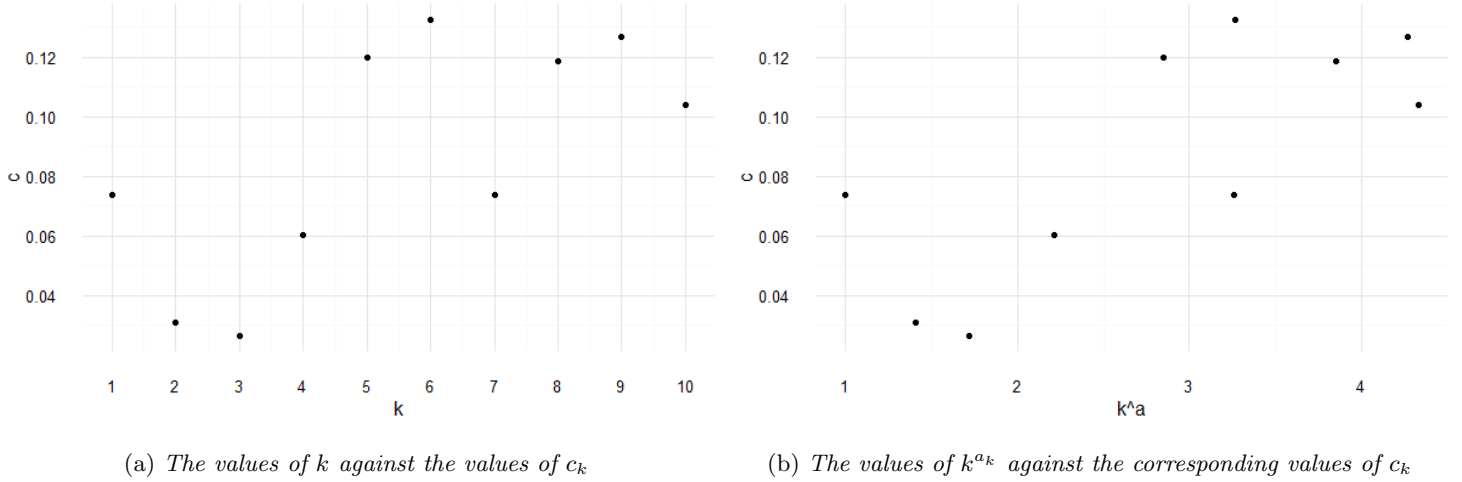 0.12
0.10
c 0.08
0.06
0.04
1 2 3 4 5 6 7 8 9 10
k
(a) The values of k against the values of c_k
0.12
0.10
c 0.08
0.06
0.04
1 2 3 4
k^a
(b) The values of k^{a_k} against the corresponding values of c_k